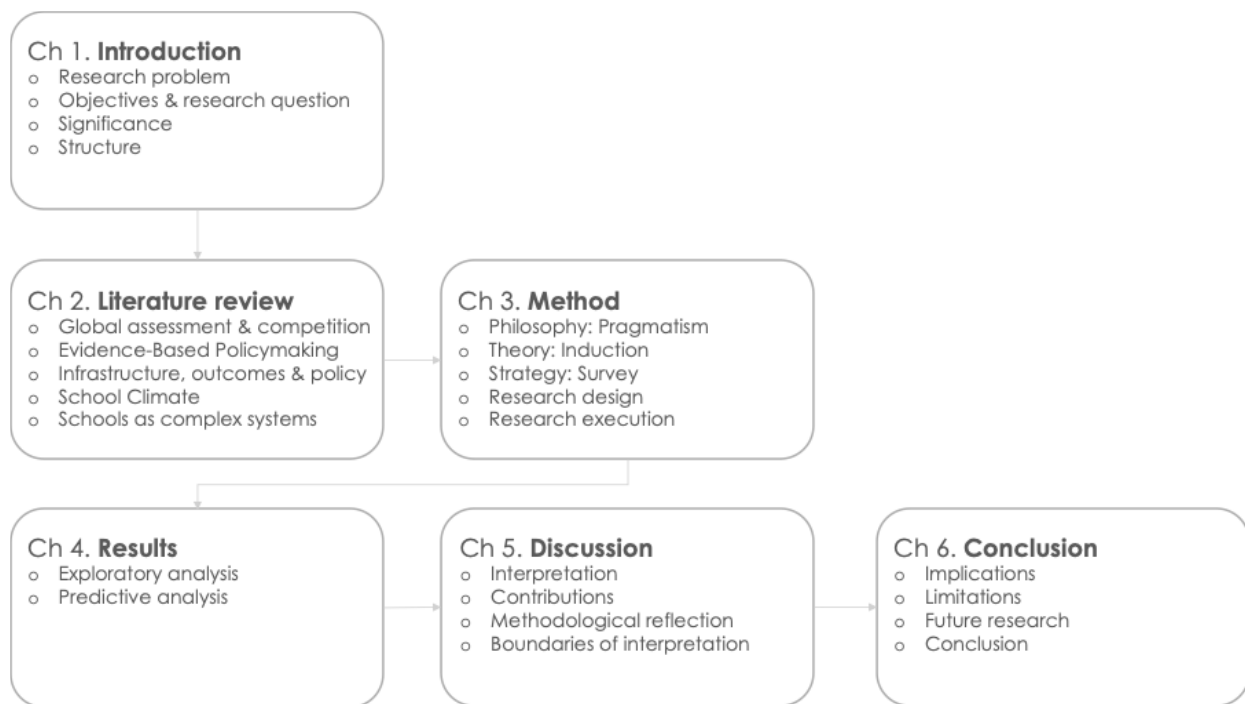 Ch 1. Introduction
o Research problem
o Objectives & research question
o Significance
o Structure
Ch 2. Literature review
o Global assessment & competition
o Evidence-Based Policymaking
o Infrastructure, outcomes & policy
o School Climate
o Schools as complex systems
Ch 3. Method
o Philosophy: Pragmatism
o Theory: Induction
o Strategy: Survey
o Research design
o Research execution
Ch 4. Results
o Exploratory analysis
o Predictive analysis
Ch 5. Discussion
o Interpretation
o Contributions
o Methodological reflection
o Boundaries of interpretation
Ch 6. Conclusion
o Implications
o Limitations
o Future research
o Conclusion